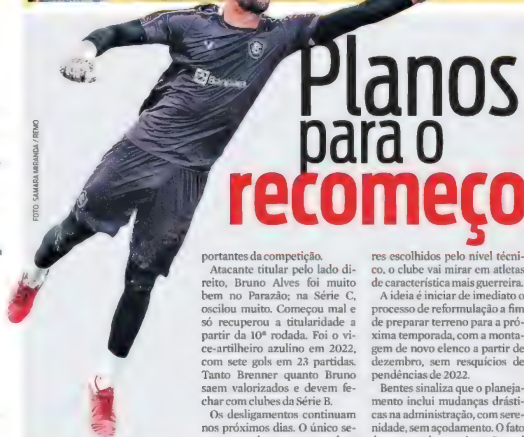 FOTO: SAMARA MIRANDA / REMO
Banpará
Planos
para o
recomeço
portantes da competição.
Atacante titular pelo lado di-
reito, Bruno Alves foi muito
bem no Parazão; na Série C,
oscilou muito. Começou mal e
só recuperou a titularidade a
partir da 10ª rodada. Foi o vi-
ce-artilheiro azulino em 2022,
com sete gols em 23 partidas.
Tanto Brenner quanto Bruno
saem valorizados e devem fe-
char com clubes da Série B.
Os desligamentos continuam
nos próximos dias. O único se-
res escolhidos pelo nível técni-
co, o clube vai mirar em atletas
de característica mais guerreira.
A ideia é iniciar de imediato o
processo de reformulação a fim
de preparar terreno para a pró-
xima temporada, com a monta-
gem de novo elenco a partir de
dezembro, sem resquícios de
pendências de 2022.
Bentes sinaliza que o planeja-
mento inclui mudanças drásti-
cas na administração, com sere-
nidade, sem açodamento. O fato